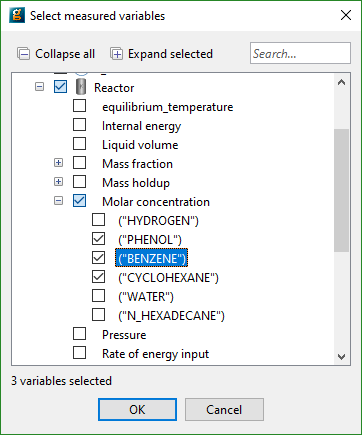 Select measured variables
Collapse all
Expand selected
Search...
Reactor
equilibrium_temperature
Internal energy
Liquid volume
Mass fraction
Mass holdup
Molar concentration
("HYDROGEN")
("PHENOL")
("BENZENE")
("CYCLOHEXANE")
("WATER")
("N_HEXADECANE")
Pressure
Rate of energy input
3 variables selected
OK
Cancel